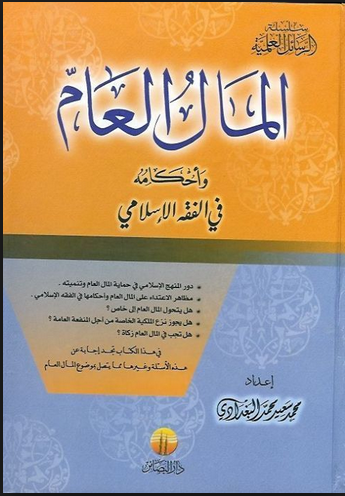 سلسلة
الرسائل العلمية
المال العام
وأحكامه
في الفقه الإسلامي
دور المنهج الإسلامي في حماية المال العام وتنميته .
مظاهر الاعتداء على المال العام وأحكامها في الفقه الإسلامي .
هل يتحول المال العام إلى خاص ؟
هل يجوز نزع الملكية الخاصة من أجل المنفعة العامة ؟
هل تجب في المال العام زكاة ؟
في هذا الكتاب تجد إجابة عن
هذه الأسئلة وغيرها مما يتصل بموضوع المال العام
إعداد
محمد سعيد محمد البغدادي
دار البصائر